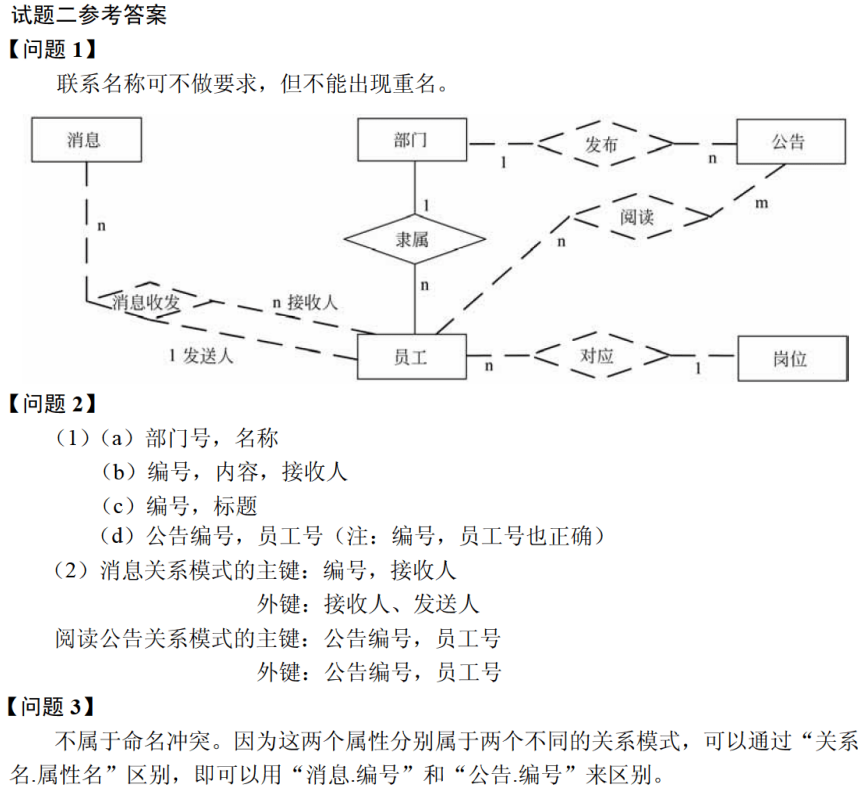 试题二参考答案
【问题 1】
联系名称可不做要求，但不能出现重名。
消息
部门
发布
公告
1
n
n
1
阅读
m
隶属
n
n
消息收发
n 接收人
1 发送人
员工
n
对应
1
岗位
【问题 2】
（1）（a）部门号，名称
（b）编号，内容，接收人
（c）编号，标题
（d）公告编号，员工号（注：编号，员工号也正确）
（2）消息关系模式的主键：编号，接收人
外键：接收人、发送人
阅读公告关系模式的主键：公告编号，员工号
外键：公告编号，员工号
【问题 3】
不属于命名冲突。因为这两个属性分别属于两个不同的关系模式，可以通过“关系
名.属性名”区别，即可以用“消息.编号”和“公告.编号”来区别。